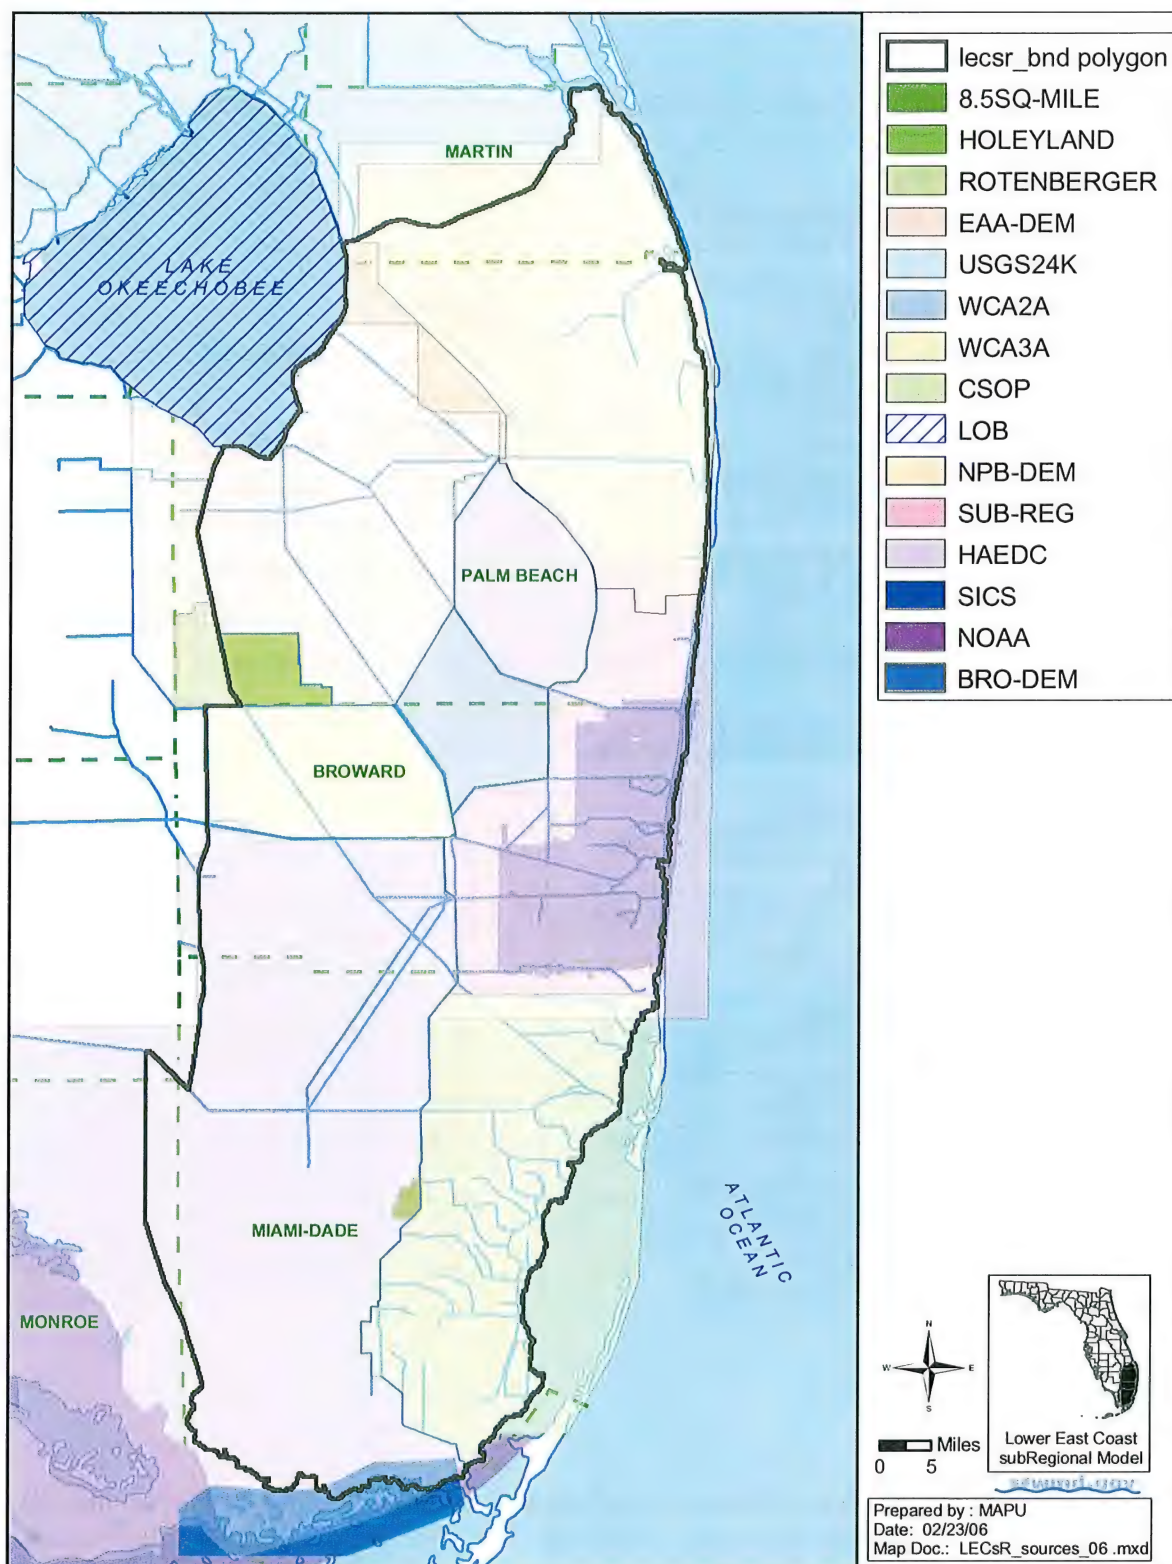 MARTIN
LAKE
OKEECHOBEE
PALM BEACH
BROWARD
MIAMI-DADE
MONROE
ATLANTIC
OCEAN
lecsr_bnd polygon
8.5SQ-MILE
HOLEYLAND
ROTENBERGER
EAA-DEM
USGS24K
WCA2A
WCA3A
CSOP
LOB
NPB-DEM
SUB-REG
HAEDC
SICS
NOAA
BRO-DEM
N
W E
S
Miles
0 5
Lower East Coast
subRegional Model
sfwmd.gov
Prepared by : MAPU
Date: 02/23/06
Map Doc.: LECsR_sources_06 .mxd